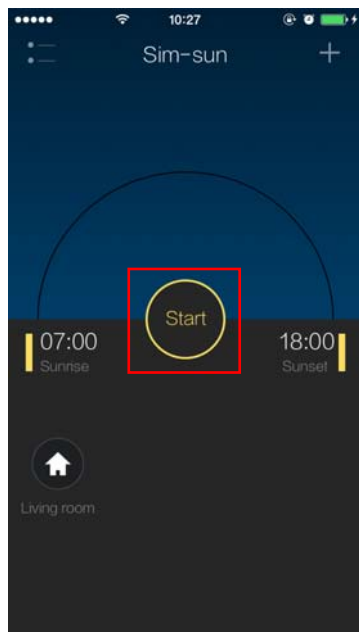 10:27
Sim-sun
Start
07:00
18:00
Sunrise
Sunset
Living room